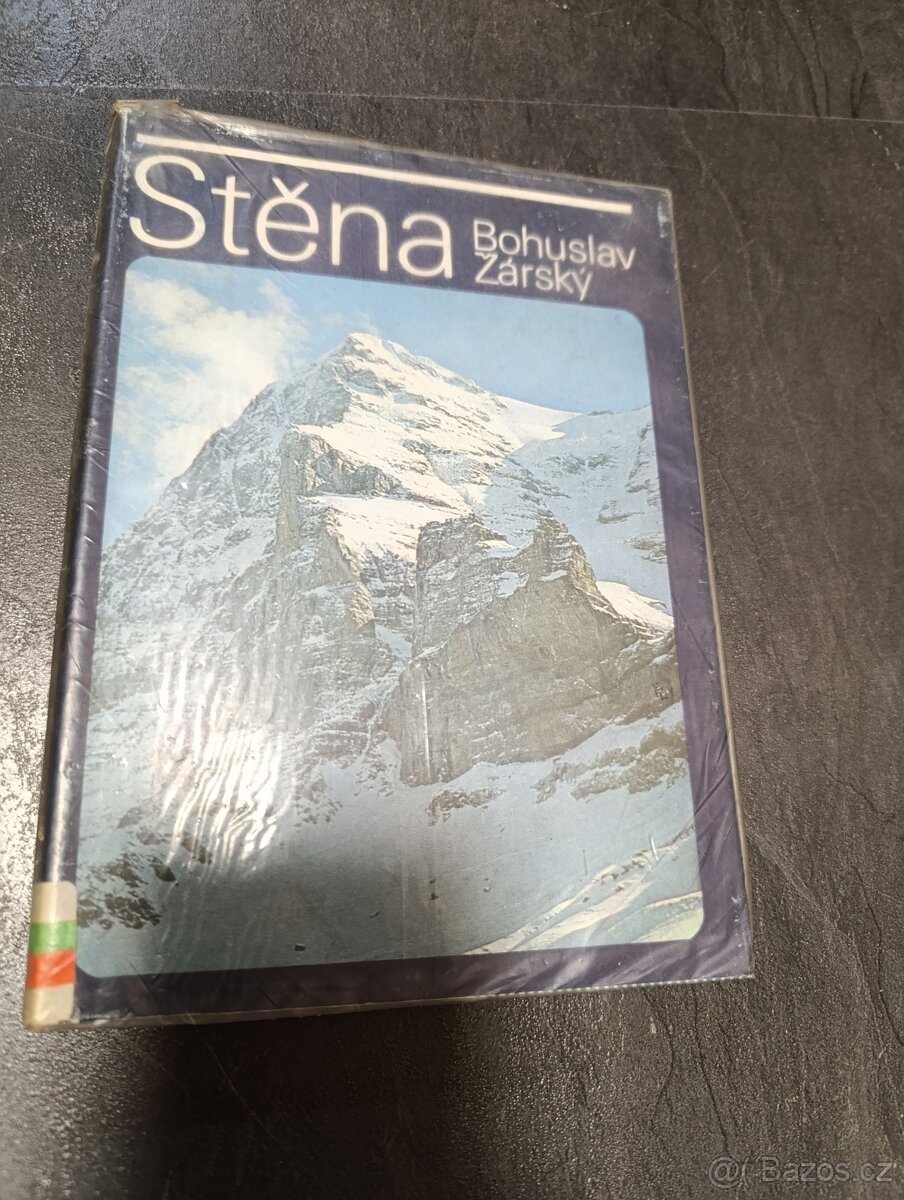 Stěna
Bohuslav
Žárský
@ Bazos.cz